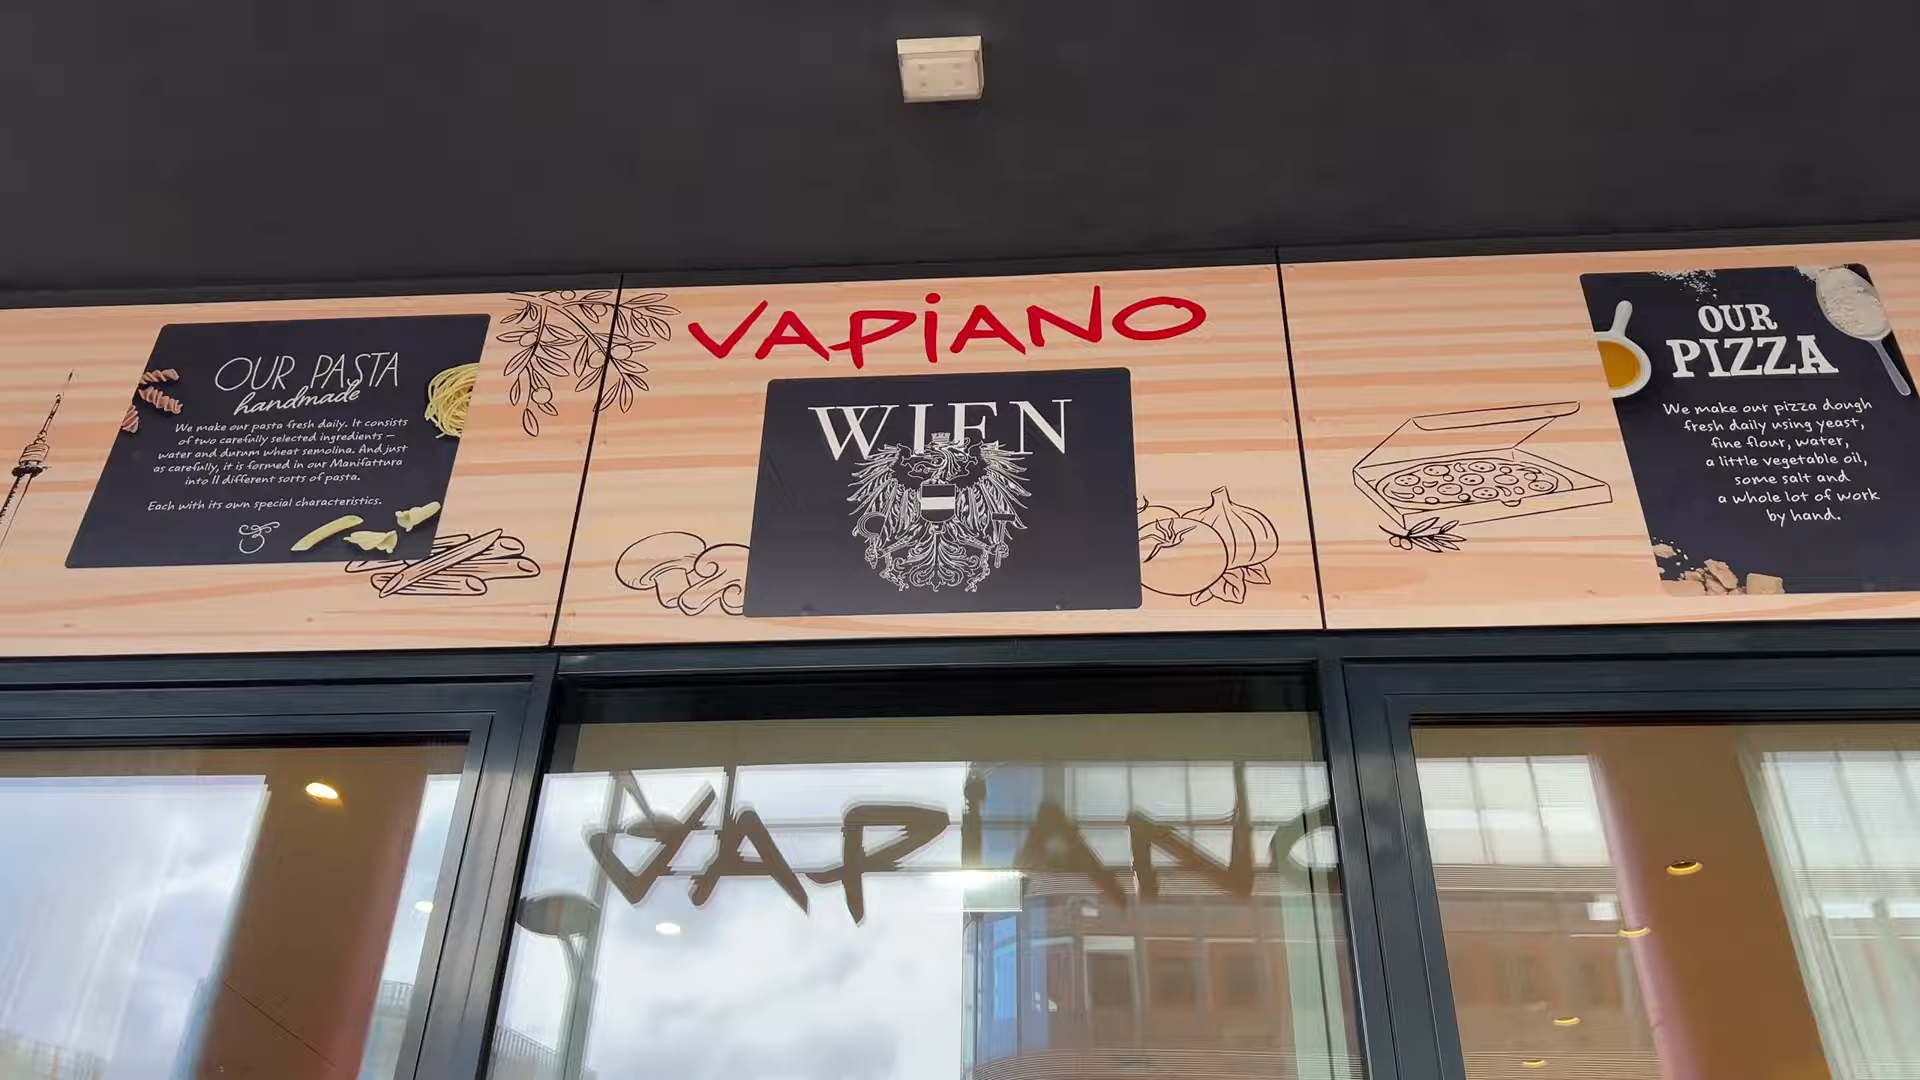 OUR PASTA
handmade
We make our pasta fresh daily. It consists
of two carefully selected ingredients –
water and durum wheat semolina. And just
as carefully, it is formed in our Manifattura
into 11 different sorts of pasta.
Each with its own special characteristics.
VAPIANO
WIEN
OUR
PIZZA
We make our pizza dough
fresh daily using yeast,
fine flour, water,
a little vegetable oil,
some salt and
a whole lot of work
by hand.
VAPIANO